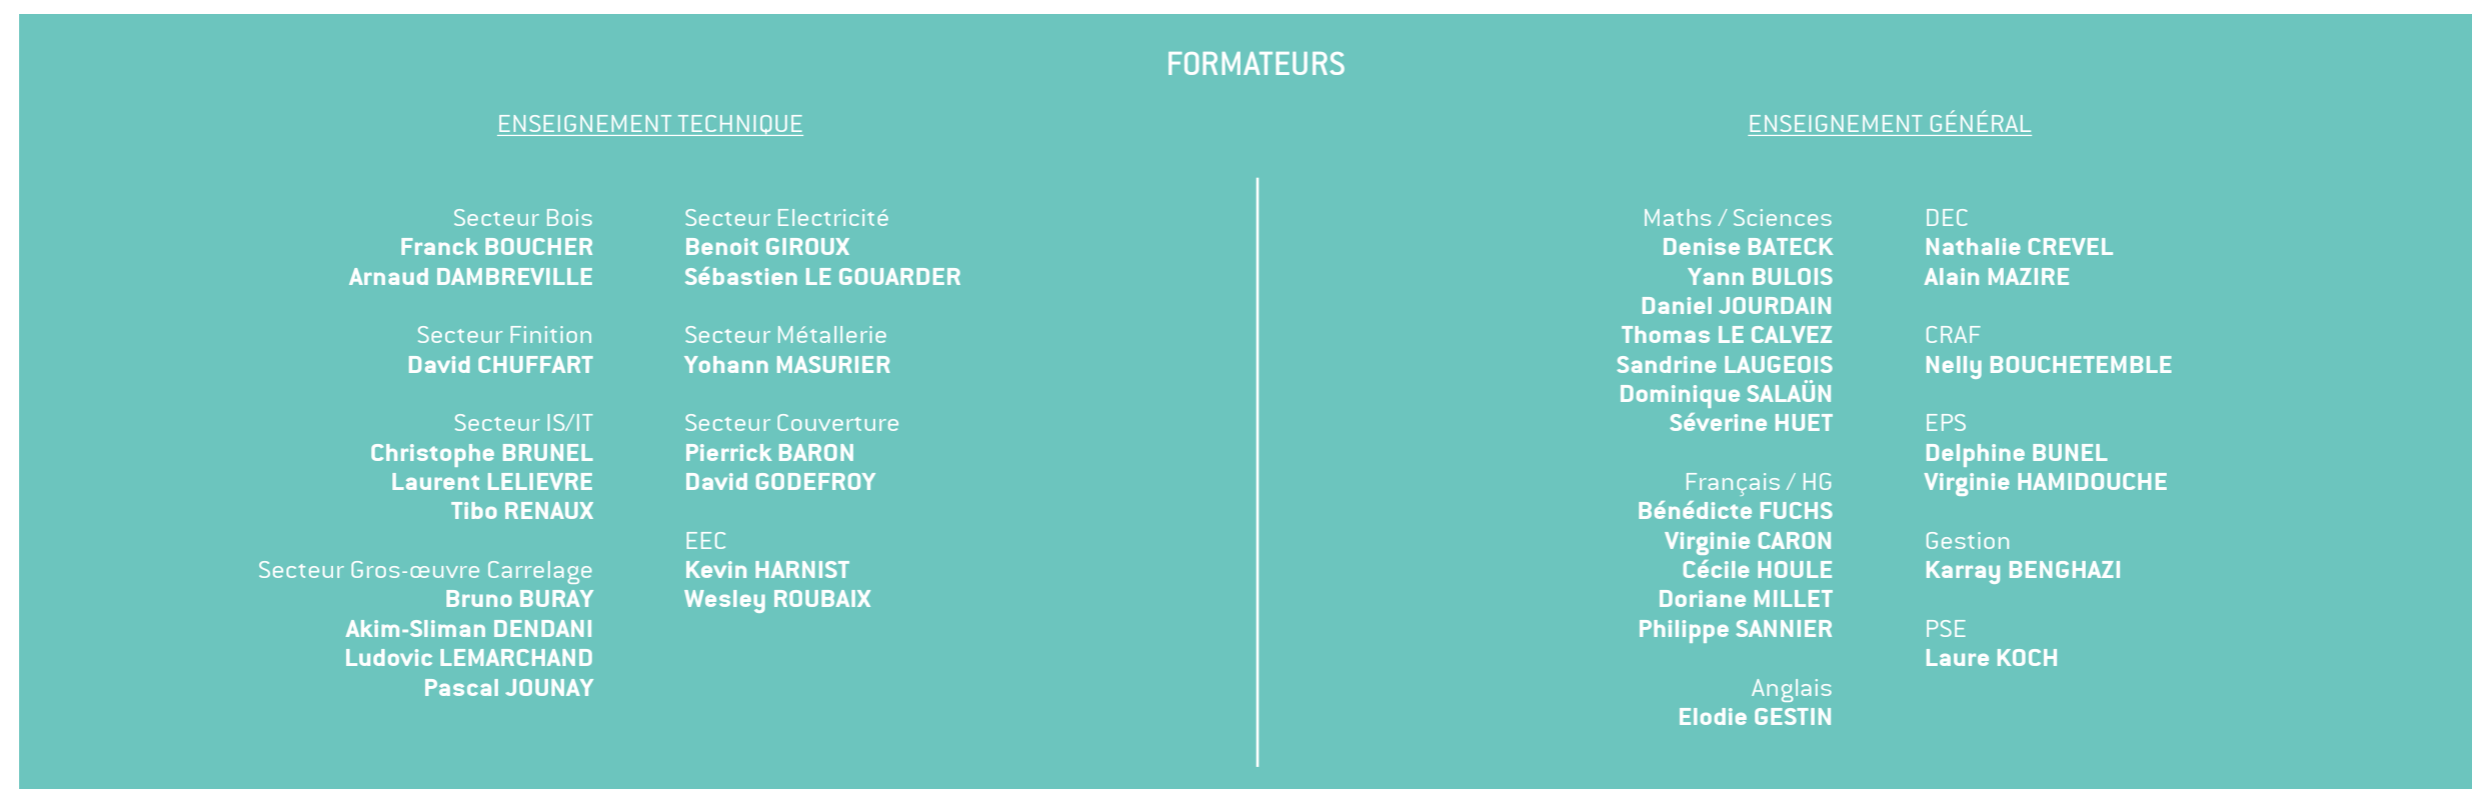 FORMATEURS
ENSEIGNEMENT TECHNIQUE
Secteur Bois
Franck BOUCHER
Arnaud DAMBREVILLE
Secteur Finition
David CHUFFART
Secteur IS/IT
Christophe BRUNEL
Laurent LELIEVRE
Tibo RENAUX
Secteur Gros-œuvre Carrelage
Bruno BURAY
Akim-Sliman DENDANI
Ludovic LEMARCHAND
Pascal JOUNAY
Secteur Electricité
Benoit GIROUX
Sébastien LE GOUARDER
Secteur Métallerie
Yohann MASURIER
Secteur Couverture
Pierrick BARON
David GODEFROY
EEC
Kevin HARNIST
Wesley ROUBAIX
ENSEIGNEMENT GÉNÉRAL
Maths / Sciences
Denise BATECK
Yann BULOIS
Daniel JOURDAIN
Thomas LE CALVEZ
Sandrine LAUGEOIS
Dominique SALAÜN
Séverine HUET
Français / HG
Bénédicte FUCHS
Virginie CARON
Cécile HOULE
Doriane MILLET
Philippe SANNIER
Anglais
Elodie GESTIN
DEC
Nathalie CREVEL
Alain MAZIRE
CRAF
Nelly BOUCHETEMBLE
EPS
Delphine BUNEL
Virginie HAMIDOUCHE
Gestion
Karray BENGHAZI
PSE
Laure KOCH